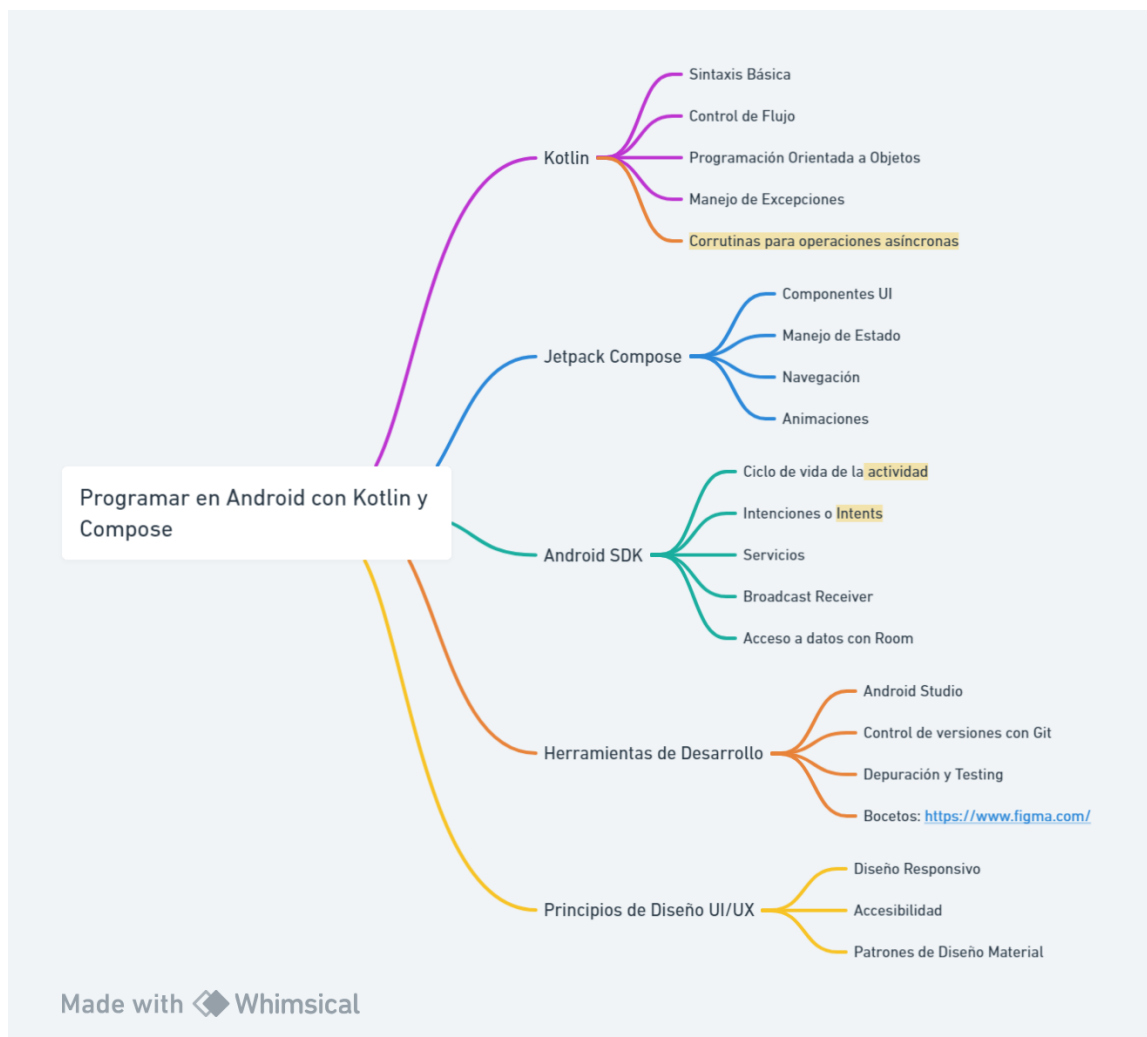 Sintaxis Básica
Control de Flujo
Kotlin
Programación Orientada a Objetos
Manejo de Excepciones
Corrutinas para operaciones asíncronas
Componentes UI
Manejo de Estado
Jetpack Compose
Navegación
Animaciones
Programar en Android con Kotlin y
Compose
Ciclo de vida de la actividad
Intenciones o Intents
Android SDK
Servicios
Broadcast Receiver
Acceso a datos con Room
Android Studio
Control de versiones con Git
Herramientas de Desarrollo
Depuración y Testing
Bocetos: https://www.figma.com/
Diseño Responsivo
Principios de Diseño UI/UX
Accesibilidad
Patrones de Diseño Material
Made with Whimsical